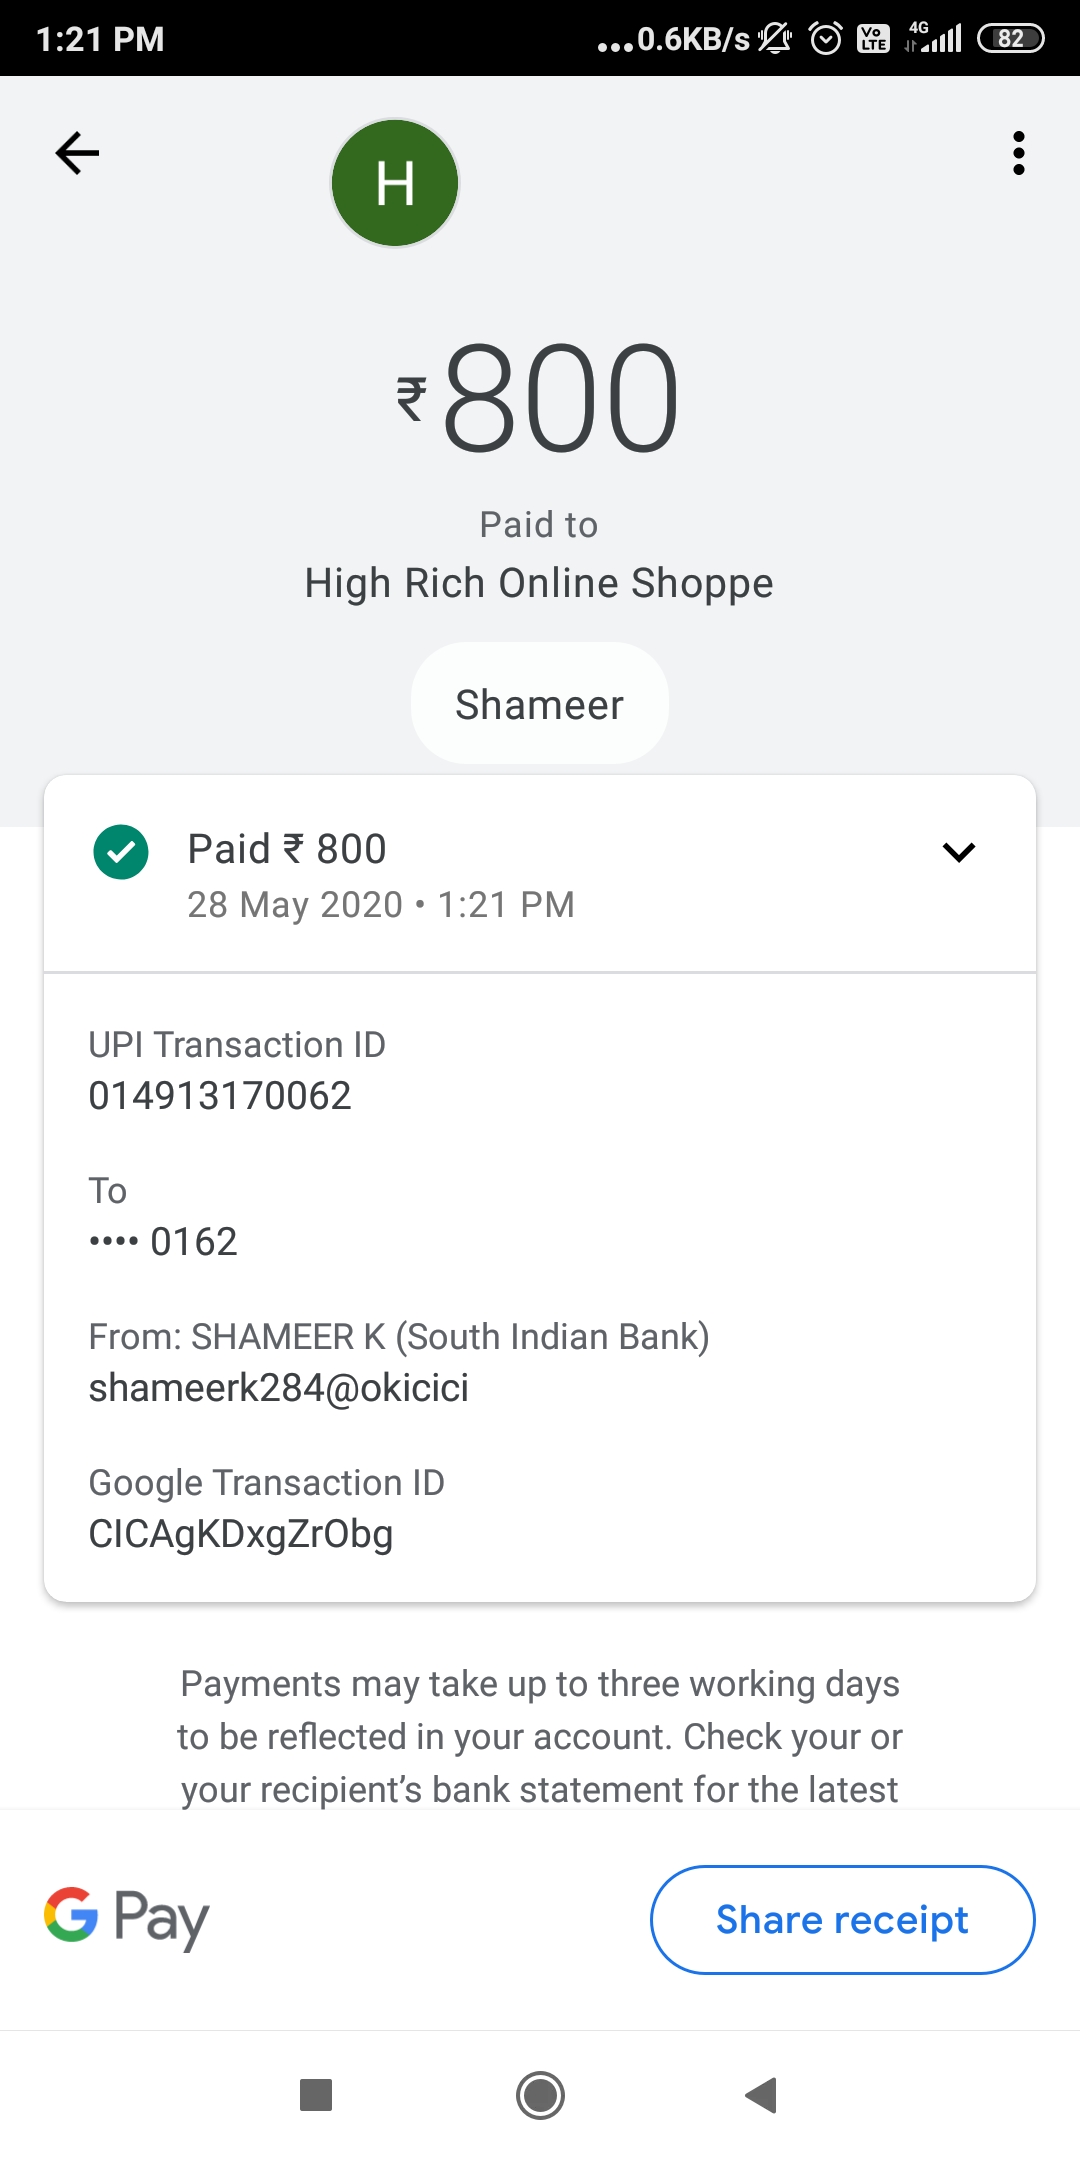 1:21 PM
...0.6KB/s Vo LTE 4G 82
H
₹800
Paid to
High Rich Online Shoppe
Shameer
Paid ₹ 800
28 May 2020 • 1:21 PM
UPI Transaction ID
014913170062
To
•••• 0162
From: SHAMEER K (South Indian Bank)
shameerk284@okicici
Google Transaction ID
CICAgKDxgZrObg
Payments may take up to three working days
to be reflected in your account. Check your or
your recipient’s bank statement for the latest
G Pay
Share receipt